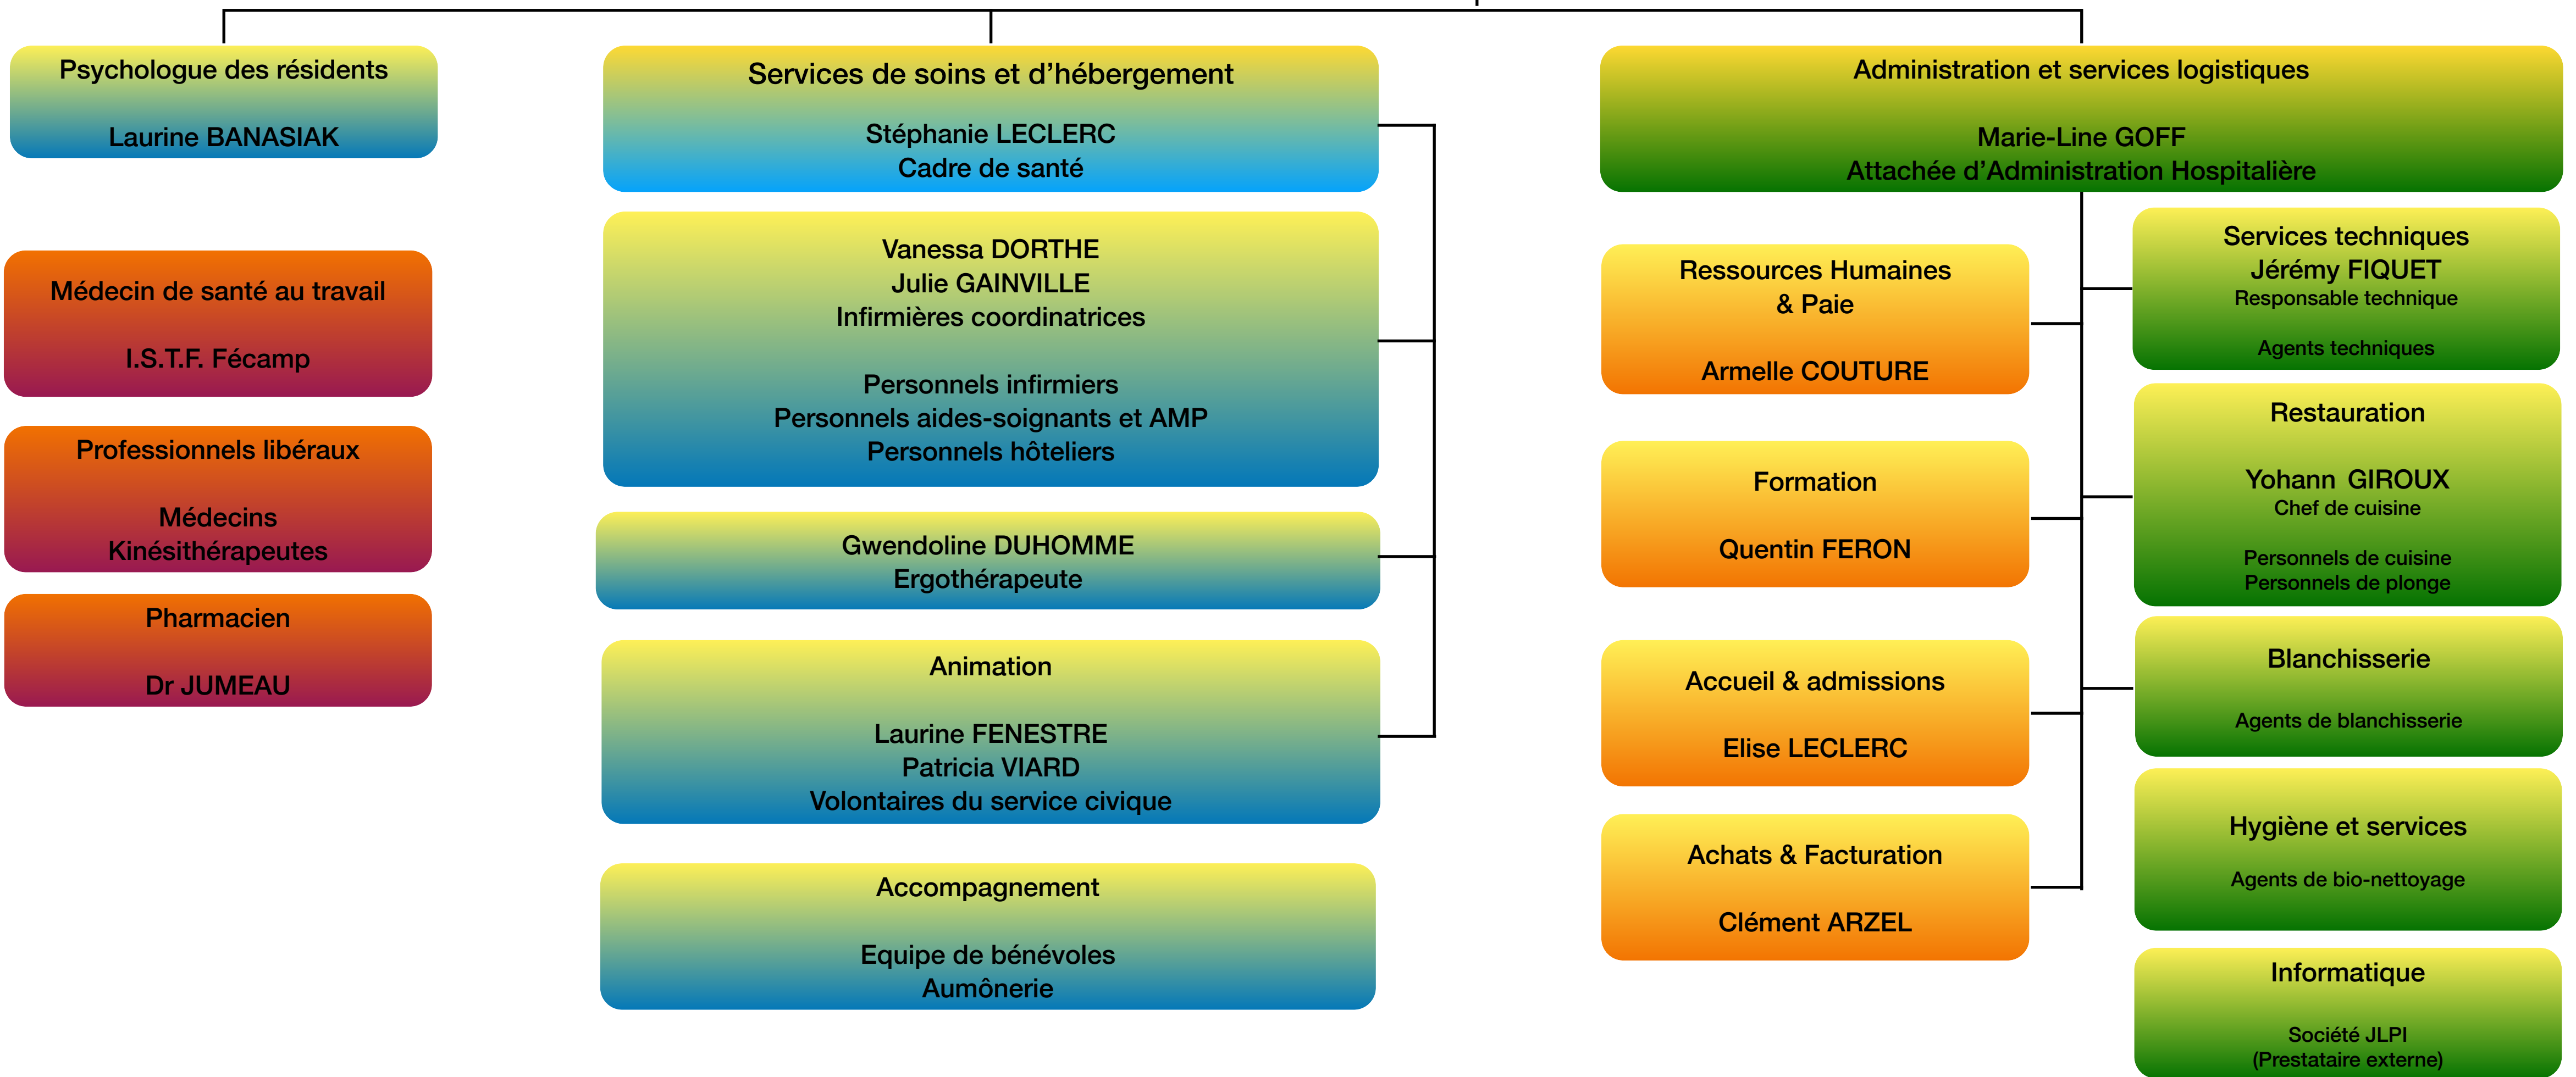 Psychologue des résidents
Laurine BANASIAK
Médecin de santé au travail
I.S.T.F. Fécamp
Professionnels libéraux
Médecins
Kinésithérapeutes
Pharmacien
Dr JUMEAU
Services de soins et d’hébergement
Stéphanie LECLERC
Cadre de santé
Vanessa DORTHE
Julie GAINVILLE
Infirmières coordinatrices
Personnels infirmiers
Personnels aides-soignants et AMP
Personnels hôteliers
Gwendoline DUHOMME
Ergothérapeute
Animation
Laurine FENESTRE
Patricia VIARD
Volontaires du service civique
Accompagnement
Equipe de bénévoles
Aumônerie
Administration et services logistiques
Marie-Line GOFF
Attachée d’Administration Hospitalière
Ressources Humaines
& Paie
Armelle COUTURE
Formation
Quentin FERON
Accueil & admissions
Elise LECLERC
Achats & Facturation
Clément ARZEL
Services techniques
Jérémy FIQUET
Responsable technique
Agents techniques
Restauration
Yohann GIROUX
Chef de cuisine
Personnels de cuisine
Personnels de plonge
Blanchisserie
Agents de blanchisserie
Hygiène et services
Agents de bio-nettoyage
Informatique
Société JLPI
(Prestataire externe)